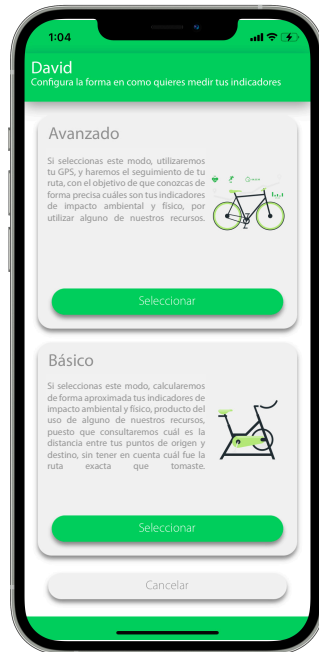 1:04
David
Configura la forma en como quieres medir tus indicadores
Avanzado
Si seleccionas este modo, utilizaremos
tu GPS, y haremos el seguimiento de tu
ruta, con el objetivo de que conozcas de
forma precisa cuáles son tus indicadores
de impacto ambiental y físico, por
utilizar alguno de nuestros recursos.
Seleccionar
Básico
Si seleccionas este modo, calcularemos
de forma aproximada tus indicadores de
impacto ambiental y físico, producto del
uso de alguno de nuestros recursos,
puesto que consultaremos cuál es la
distancia entre tus puntos de origen y
destino, sin tener en cuenta cuál fue la
ruta exacta que tomaste.
Seleccionar
Cancelar